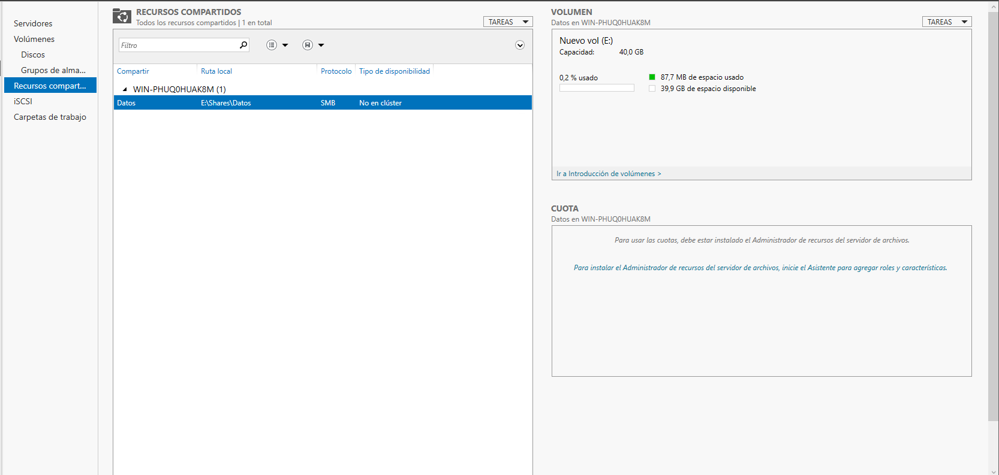 Servidores
Volúmenes
Discos
Grupos de alma...
Recursos compart...
iSCSI
Carpetas de trabajo
RECURSOS COMPARTIDOS
Todos los recursos compartidos | 1 en total
TAREAS
Filtro
Compartir Ruta local Protocolo Tipo de disponibilidad
WIN-PHUQ0HUAK8M (1)
Datos E:\Shares\Datos SMB No en clúster
VOLUMEN
Datos en WIN-PHUQ0HUAK8M
TAREAS
Nuevo vol (E:)
Capacidad: 40,0 GB
0,2 % usado
87,7 MB de espacio usado
39,9 GB de espacio disponible
Ir a Introducción de volúmenes >
CUOTA
Datos en WIN-PHUQ0HUAK8M
Para usar las cuotas, debe estar instalado el Administrador de recursos del servidor de archivos.
Para instalar el Administrador de recursos del servidor de archivos, inicie el Asistente para agregar roles y características.